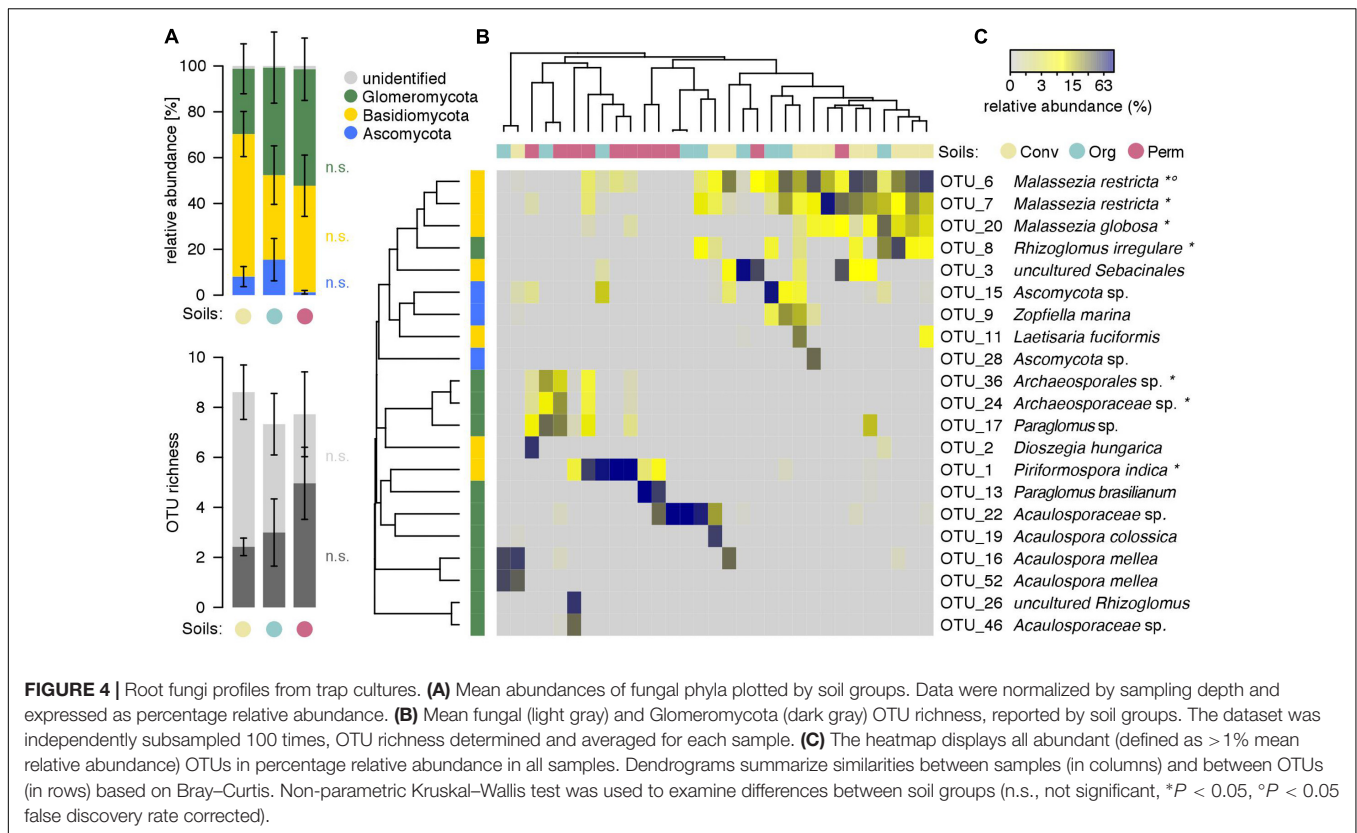 A
B
C
100
80
60
40
20
0
relative abundance [%]
n.s.
n.s.
n.s.
Soils:
unidentified
Glomeromycota
Basidiomycota
Ascomycota
10
8
6
4
2
0
OTU richness
n.s.
n.s.
Soils:
0 3 15 63
relative abundance (%)
Soils: Conv Org Perm
OTU_6 Malassezia restricta *°
OTU_7 Malassezia restricta *
OTU_20 Malassezia globosa *
OTU_8 Rhizoglomus irregulare *
OTU_3 uncultured Sebacinales
OTU_15 Ascomycota sp.
OTU_9 Zopfiella marina
OTU_11 Laetisaria fuciformis
OTU_28 Ascomycota sp.
OTU_36 Archaeosporales sp. *
OTU_24 Archaeosporaceae sp. *
OTU_17 Paraglomus sp.
OTU_2 Dioszegia hungarica
OTU_1 Piriformospora indica *
OTU_13 Paraglomus brasilianum
OTU_22 Acaulosporaceae sp.
OTU_19 Acaulospora colossica
OTU_16 Acaulospora mellea
OTU_52 Acaulospora mellea
OTU_26 uncultured Rhizoglomus
OTU_46 Acaulosporaceae sp.
FIGURE 4 | Root fungi profiles from trap cultures. (A) Mean abundances of fungal phyla plotted by soil groups. Data were normalized by sampling depth and
expressed as percentage relative abundance. (B) Mean fungal (light gray) and Glomeromycota (dark gray) OTU richness, reported by soil groups. The dataset was
independently subsampled 100 times, OTU richness determined and averaged for each sample. (C) The heatmap displays all abundant (defined as >1% mean
relative abundance) OTUs in percentage relative abundance in all samples. Dendrograms summarize similarities between samples (in columns) and between OTUs
(in rows) based on Bray–Curtis. Non-parametric Kruskal–Wallis test was used to examine differences between soil groups (n.s., not significant, *P < 0.05, °P < 0.05
false discovery rate corrected).